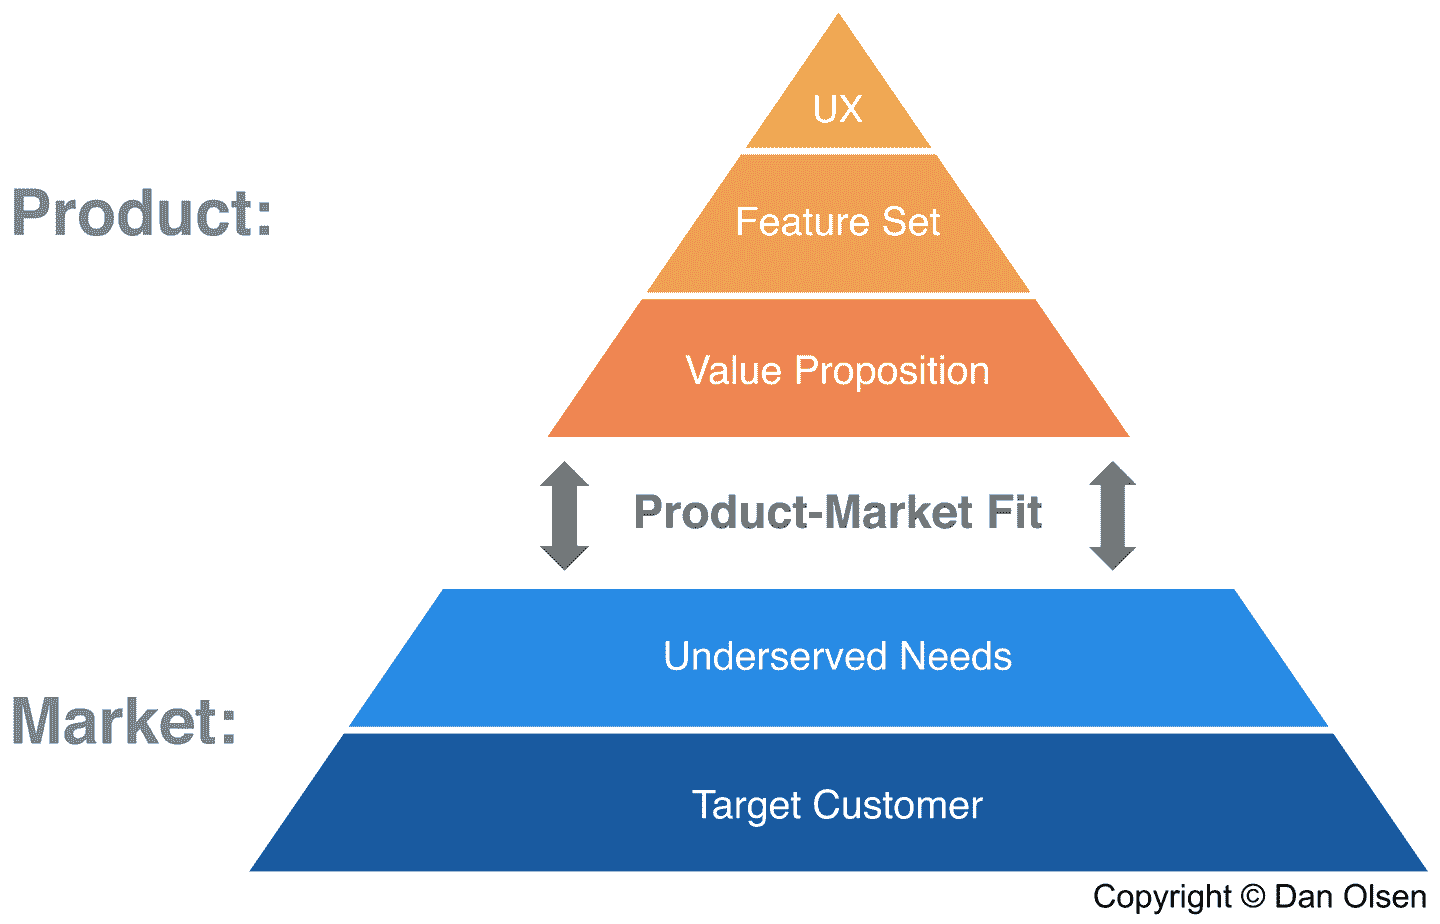 UX
Product:
Feature Set
Value Proposition
Product-Market Fit
Underserved Needs
Market:
Target Customer
Copyright © Dan Olsen